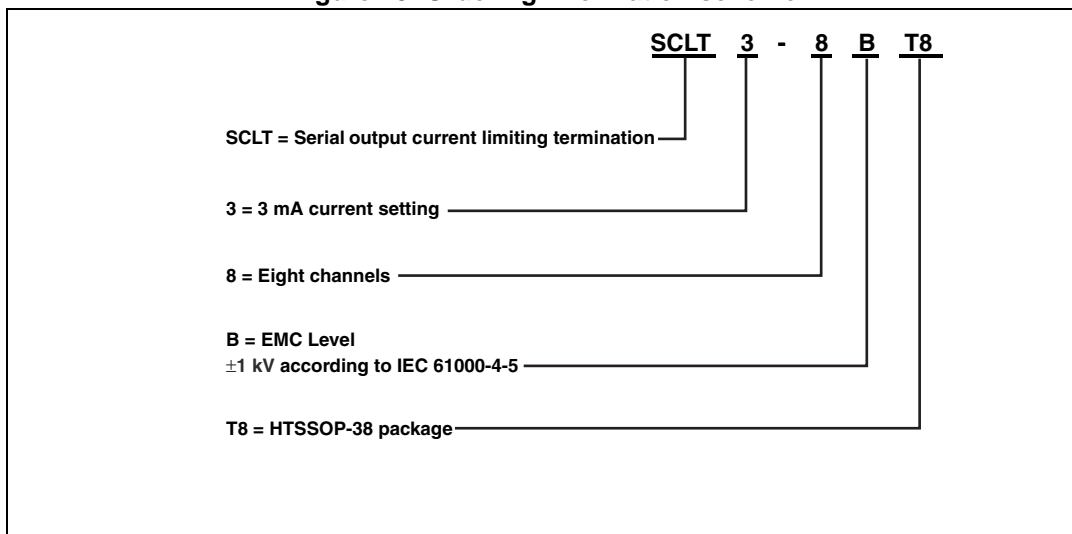 SCLT 3 - 8 B T8
SCLT = Serial output current limiting termination
3 = 3 mA current setting
8 = Eight channels
B = EMC Level
±1 kV according to IEC 61000-4-5
T8 = HTSSOP-38 package